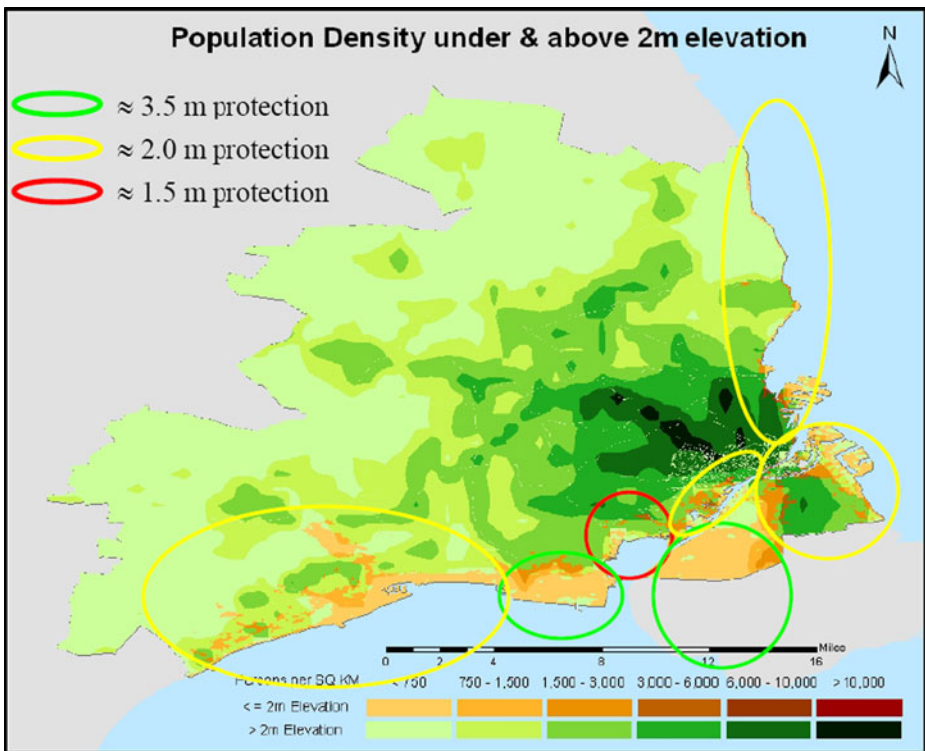 Population Density under & above 2m elevation
N
≈ 3.5 m protection
≈ 2.0 m protection
≈ 1.5 m protection
Miles
0 2 4 8 12 16
Persons per SQ KM < 750 750 - 1,500 1,500 - 3,000 3,000 - 6,000 6,000 - 10,000 > 10,000
< = 2m Elevation
> 2m Elevation